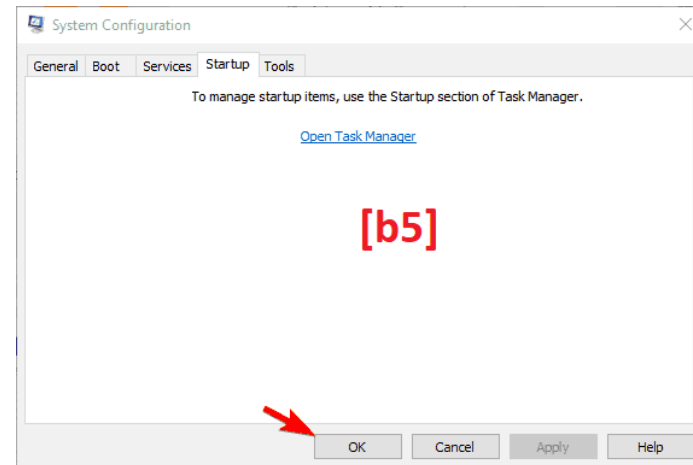 System Configuration
General Boot Services Startup Tools
To manage startup items, use the Startup section of Task Manager.
Open Task Manager
[b5]
OK Cancel Apply Help